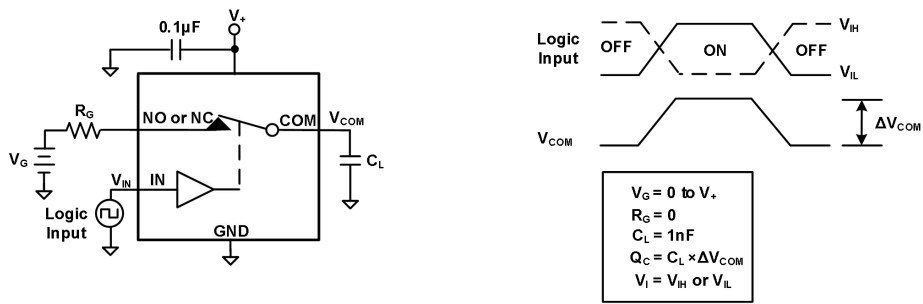 V+
0.1µF
RG
NO or NC
COM
VCOM
VG
CL
VIN
IN
Logic
Input
GND
Logic
Input
OFF
ON
OFF
VIH
VIL
VCOM
ΔVCOM
VG = 0 to V+
RG = 0
CL = 1nF
QC = CL × ΔVCOM
VI = VIH or VIL